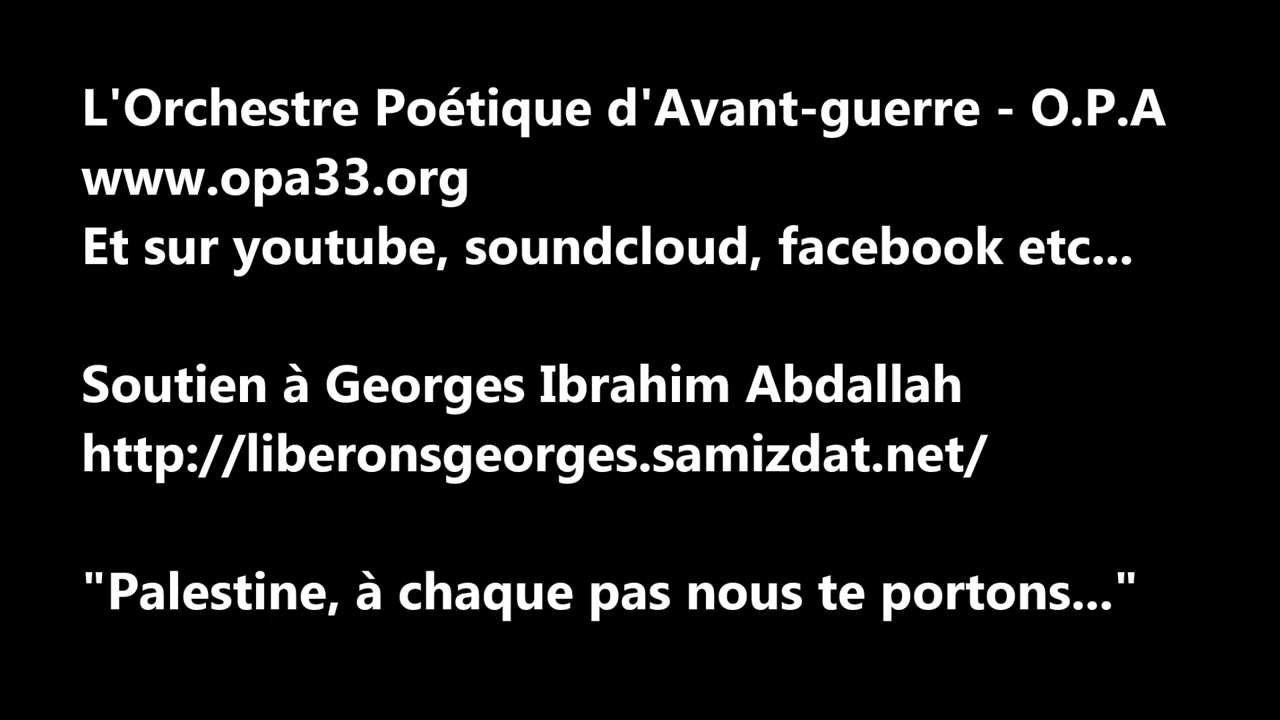 L'Orchestre Poétique d'Avant-guerre - O.P.A
www.opa33.org
Et sur youtube, soundcloud, facebook etc...
Soutien à Georges Ibrahim Abdallah
http://liberonsgeorges.samizdat.net/
"Palestine, à chaque pas nous te portons..."